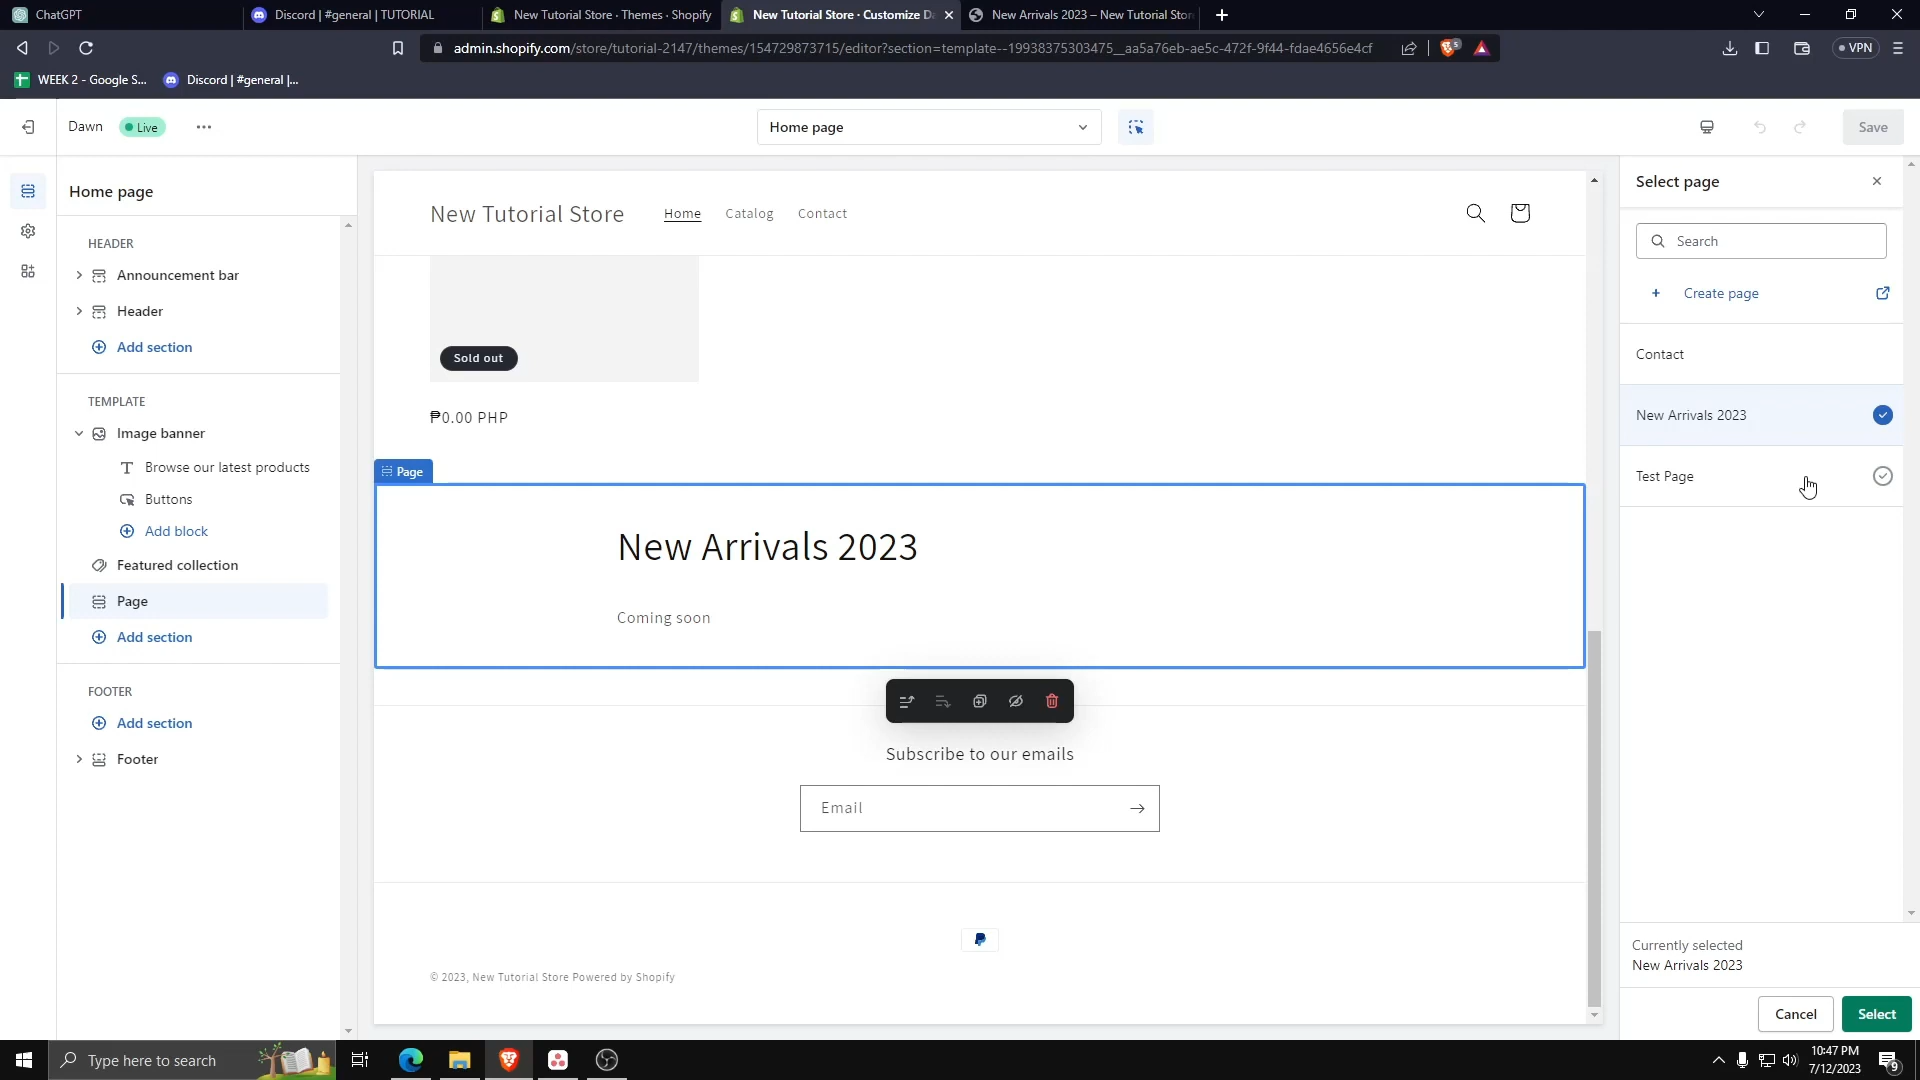 ChatGPT
Discord | #general | TUTORIAL
New Tutorial Store · Themes · Shopify
New Tutorial Store · Customize D
New Arrivals 2023 – New Tutorial Stor
admin.shopify.com/store/tutorial-2147/themes/154729873715/editor?section=template--19938375303475__aa5a76eb-ae5c-472f-9f44-fdae4656e4cf
5
VPN
WEEK 2 - Google S...
Discord | #general |...
Dawn
Live
Home page
Save
Home page
HEADER
Announcement bar
Header
Add section
TEMPLATE
Image banner
Browse our latest products
Buttons
Add block
Featured collection
Page
Add section
FOOTER
Add section
Footer
New Tutorial Store
Home
Catalog
Contact
Sold out
₱0.00 PHP
Page
New Arrivals 2023
Coming soon
Subscribe to our emails
Email
© 2023, New Tutorial Store Powered by Shopify
Select page
Search
Create page
Contact
New Arrivals 2023
Test Page
Currently selected
New Arrivals 2023
Cancel
Select
Type here to search
10:47 PM
7/12/2023
9